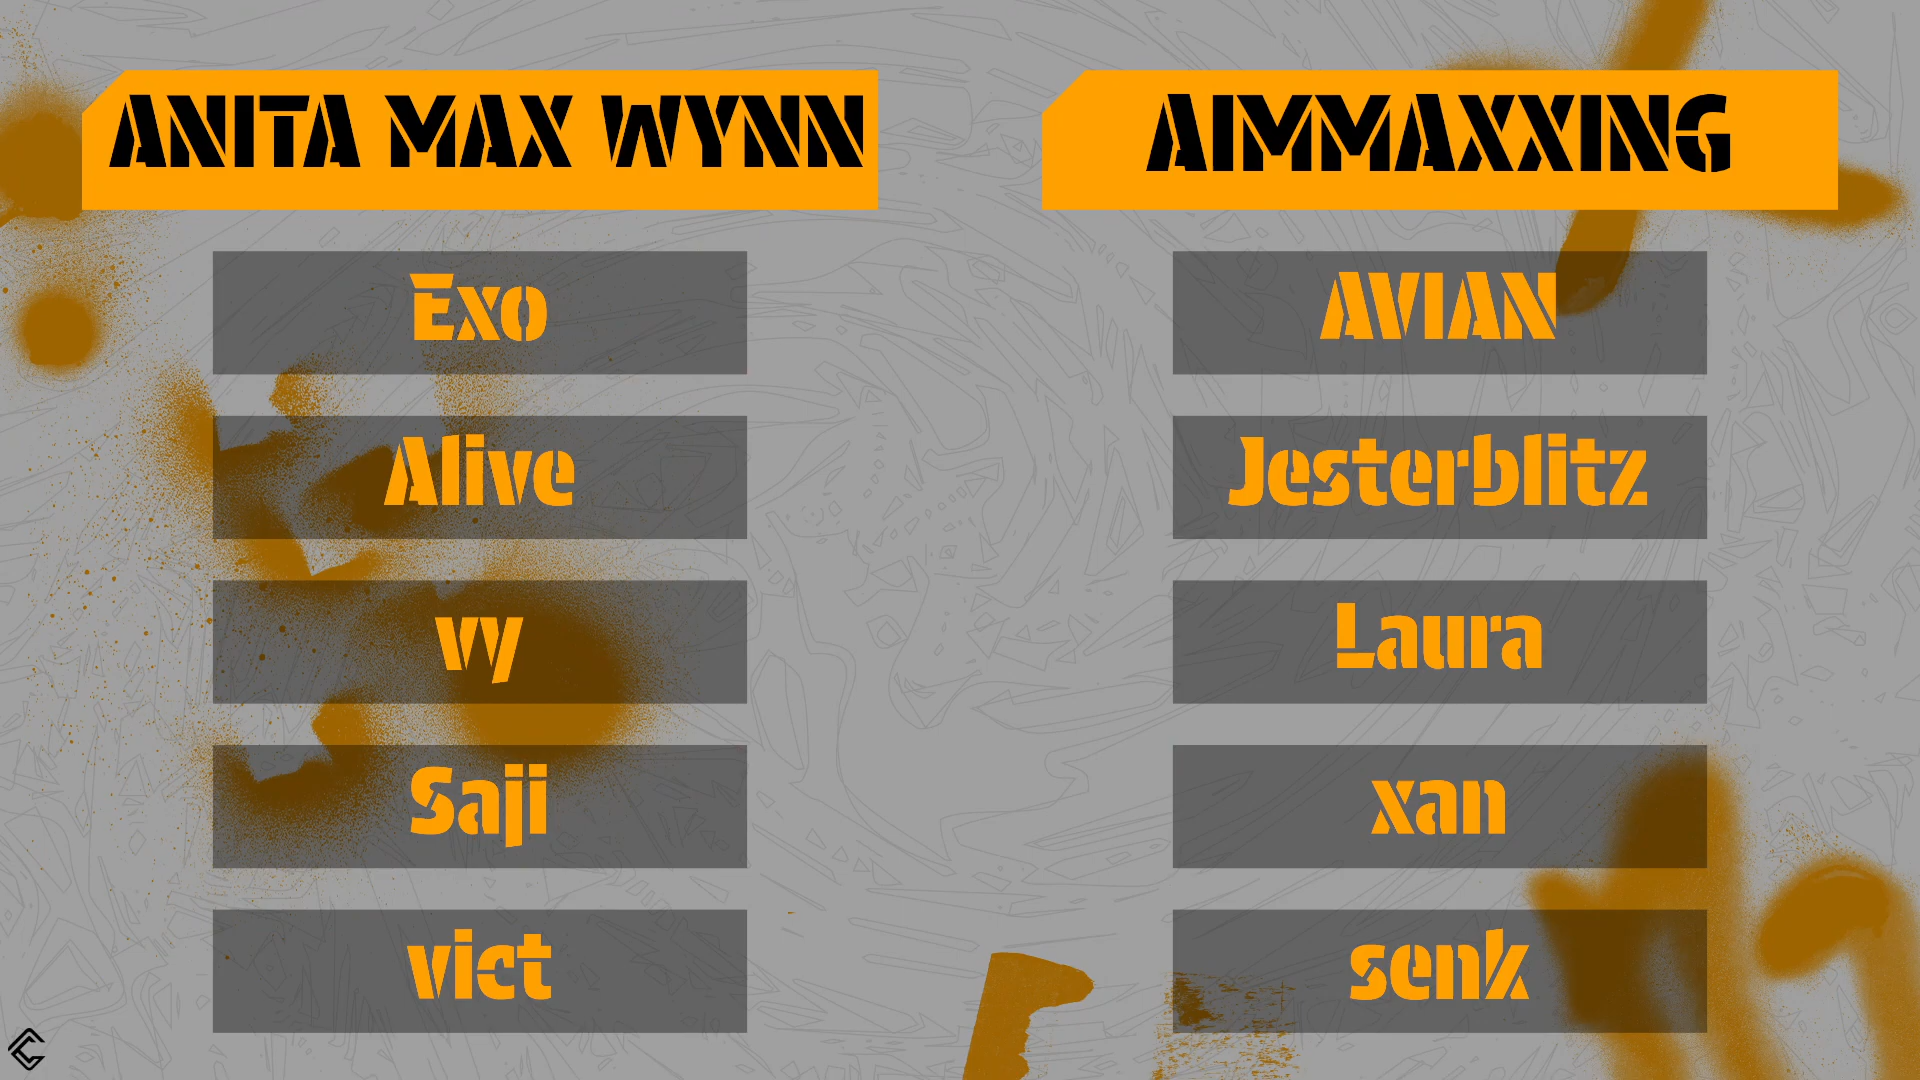 ANITA MAX WYNN
Exo
Alive
vy
Saji
vict
AIMMAXXING
AVIAN
Jesterblitz
Laura
xan
senk